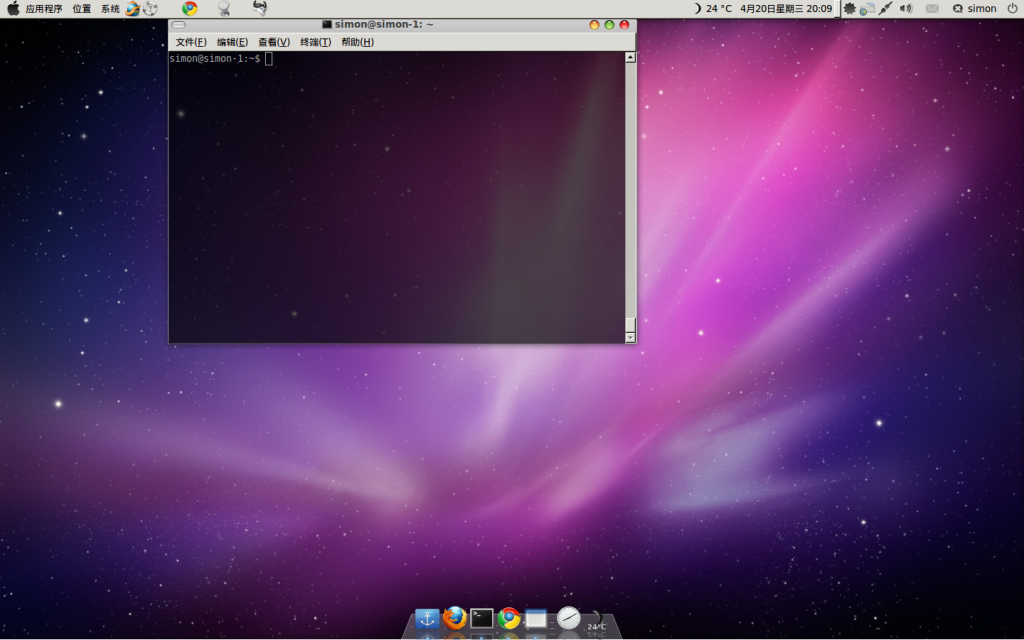 应用程序 位置 系统 24 °C 4月20日星期三 20:09 simon
simon@simon-1: ~
文件(F) 编辑(E) 查看(V) 终端(T) 帮助(H)
simon@simon-1:~$
24°C